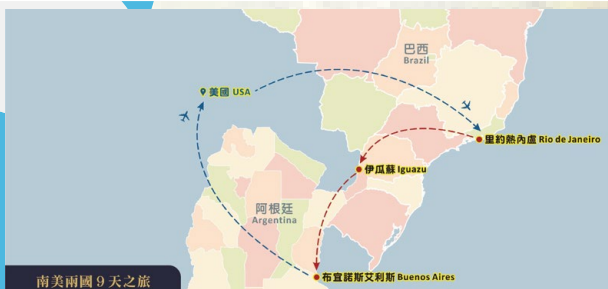 巴西
Brazil
美國 USA
里約熱內盧 Rio de Janeiro
伊瓜蘇 Iguazu
阿根廷
Argentina
布宜諾斯艾利斯 Buenos Aires
南美兩國9天之旅